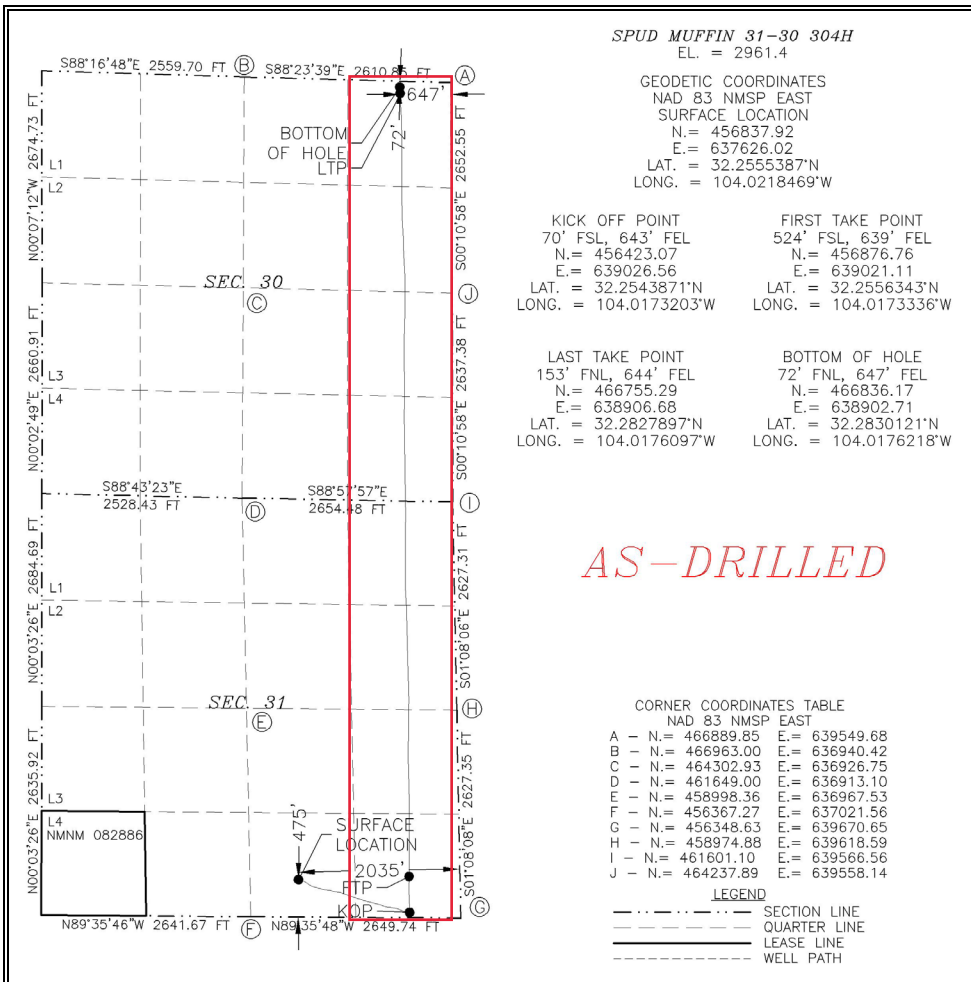 SPUD MUFFIN 31-30 304H
EL. = 2961.4
GEODETIC COORDINATES
NAD 83 NMSP EAST
SURFACE LOCATION
N.= 456837.92
E.= 637626.02
LAT. = 32.2555387°N
LONG. = 104.0218469°W
KICK OFF POINT
70' FSL, 643' FEL
N.= 456423.07
E.= 639026.56
LAT. = 32.2543871°N
LONG. = 104.0173203°W
FIRST TAKE POINT
524' FSL, 639' FEL
N.= 456876.76
E.= 639021.11
LAT. = 32.2556343°N
LONG. = 104.0173336°W
LAST TAKE POINT
153' FNL, 644' FEL
N.= 466755.29
E.= 638906.68
LAT. = 32.2827897°N
LONG. = 104.0176097°W
BOTTOM OF HOLE
72' FNL, 647' FEL
N.= 466836.17
E.= 638902.71
LAT. = 32.2830121°N
LONG. = 104.0176218°W
AS-DRILLED
CORNER COORDINATES TABLE
NAD 83 NMSP EAST
A - N.= 466889.85 E.= 639549.68
B - N.= 466963.00 E.= 636940.42
C - N.= 464302.93 E.= 636926.75
D - N.= 461649.00 E.= 636913.10
E - N.= 458998.36 E.= 636967.53
F - N.= 456367.27 E.= 637021.56
G - N.= 456348.63 E.= 639670.65
H - N.= 458974.88 E.= 639618.59
I - N.= 461601.10 E.= 639566.56
J - N.= 464237.89 E.= 639558.14
LEGEND
SECTION LINE
QUARTER LINE
LEASE LINE
WELL PATH
S88°16'48"E 2559.70 FT
B
S88°23'39"E 2610.85 FT
A
647'
72'
BOTTOM
OF HOLE
LTP
N00°07'12"W 2674.73 FT
L1
L2
S00°10'58"E 2652.55 FT
SEC. 30
C
J
N00°02'49"E 2660.91 FT
L3
L4
S00°10'58"E 2637.38 FT
S88°43'23"E
2528.43 FT
D
S88°57'57"E
2654.48 FT
I
N00°03'26"E 2684.69 FT
L1
L2
S01°08'06"E 2627.31 FT
SEC. 31
E
H
N00°03'26"E 2635.92 FT
L3
L4
NMNM 082886
S01°08'08"E 2627.35 FT
475'
SURFACE
LOCATION
2035'
FTP
KOP
G
N89°35'46"W 2641.67 FT
F
N89°35'48"W 2649.74 FT